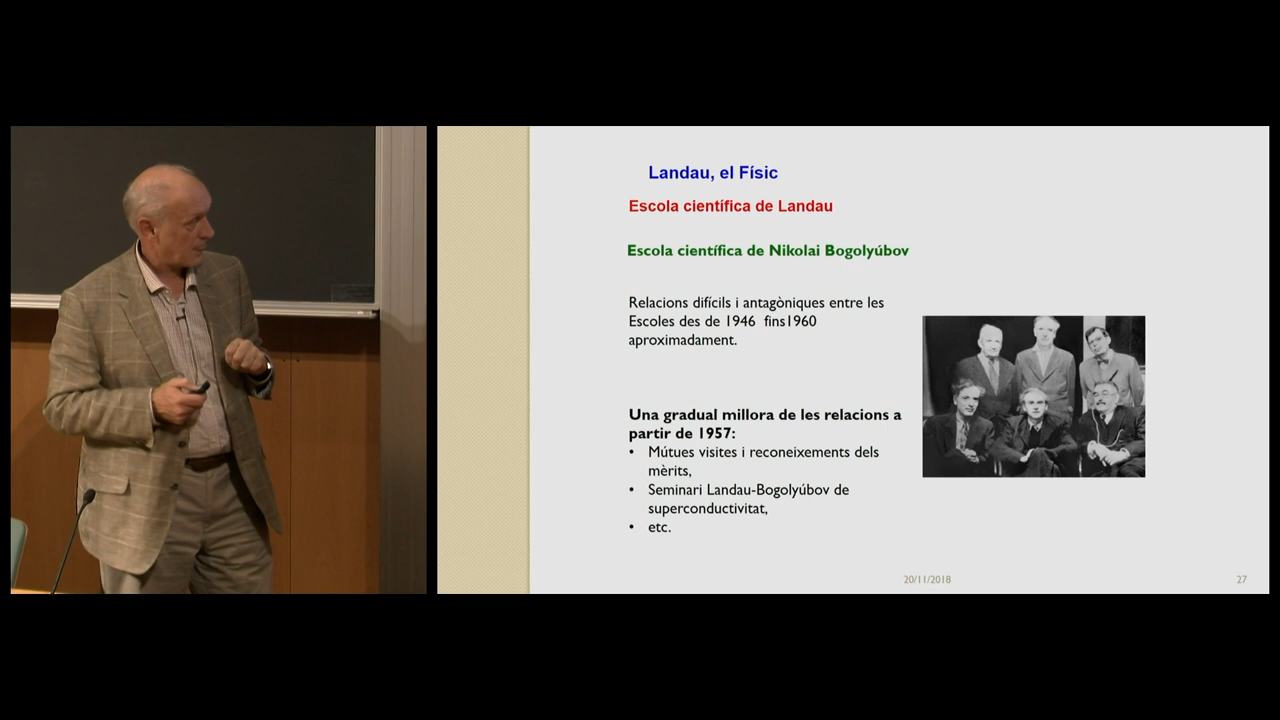 Landau, el Físic
Escola científica de Landau
Escola científica de Nikolai Bogolyúbov
Relacions difícils i antagòniques entre les
Escoles des de 1946 fins1960
aproximadament.
Una gradual millora de les relacions a
partir de 1957:
• Mútues visites i reconeixements dels
mèrits,
• Seminari Landau-Bogolyúbov de
superconductivitat,
• etc.
20/11/2018
27